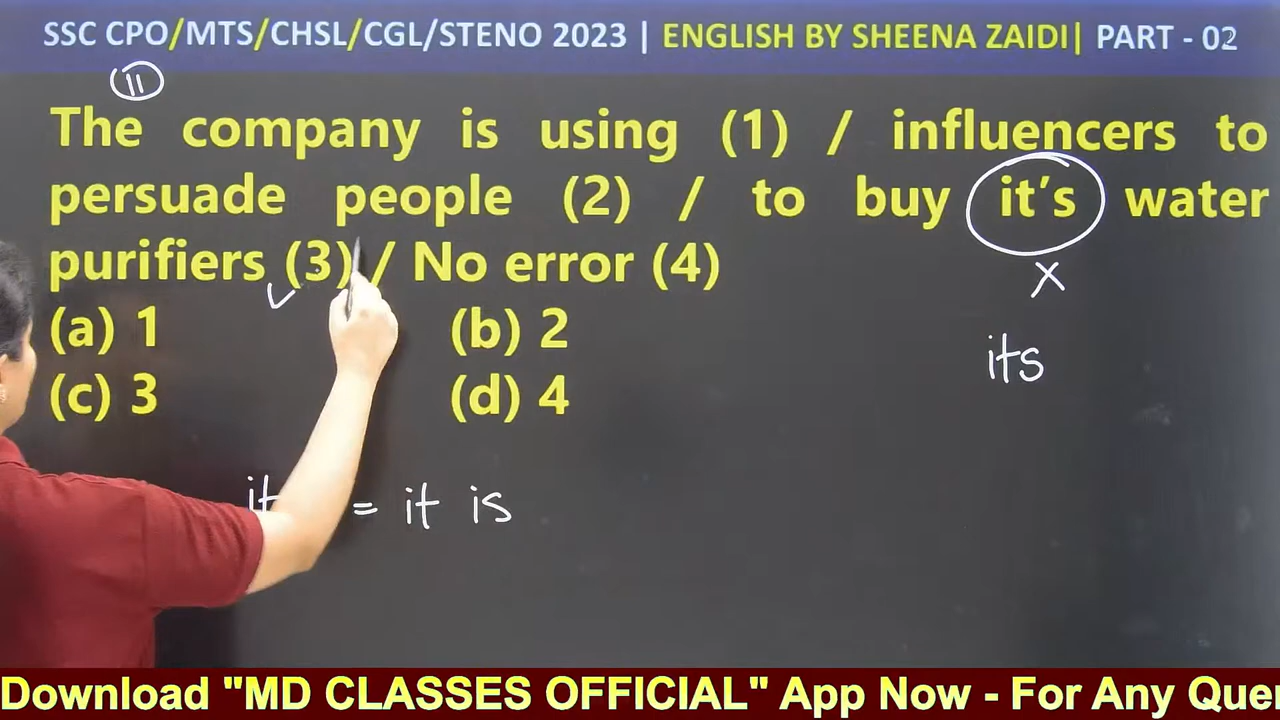 SSC CPO/MTS/CHSL/CGL/STENO 2023 | ENGLISH BY SHEENA ZAIDI| PART - 02
11
The company is using (1) / influencers to
persuade people (2) / to buy it's water
purifiers (3) / No error (4)
(a) 1 (b) 2
(c) 3 (d) 4
x
its
= it is
Download "MD CLASSES OFFICIAL" App Now - For Any